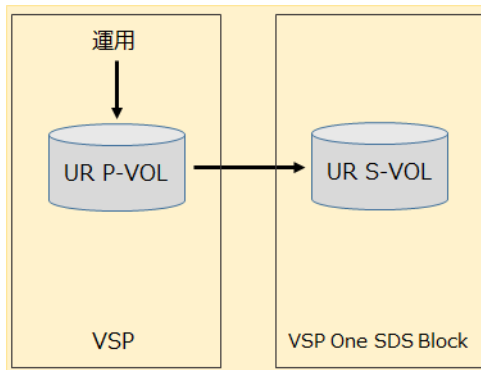 運用
UR P-VOL
UR S-VOL
VSP
VSP One SDS Block